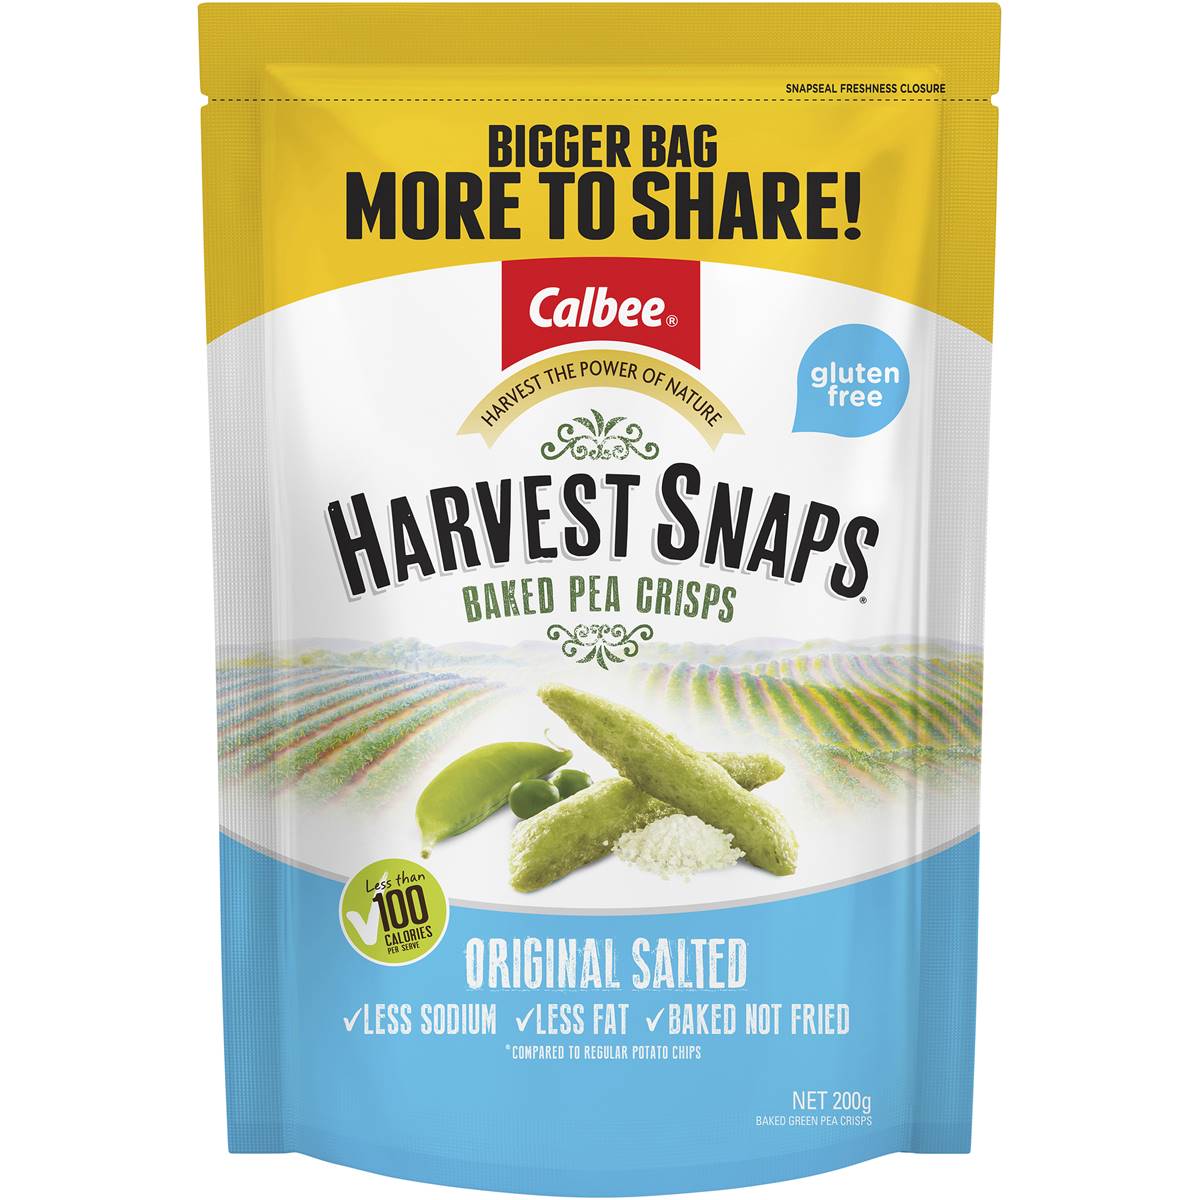 SNAPSEAL FRESHNESS CLOSURE
BIGGER BAG
MORE TO SHARE!
Calbee®
HARVEST THE POWER OF NATURE
gluten
free
HARVEST SNAPS®
BAKED PEA CRISPS
Less than
100
CALORIES
PER SERVE
ORIGINAL SALTED
✓LESS SODIUM ✓LESS FAT ✓BAKED NOT FRIED
*COMPARED TO REGULAR POTATO CHIPS
NET 200g
BAKED GREEN PEA CRISPS